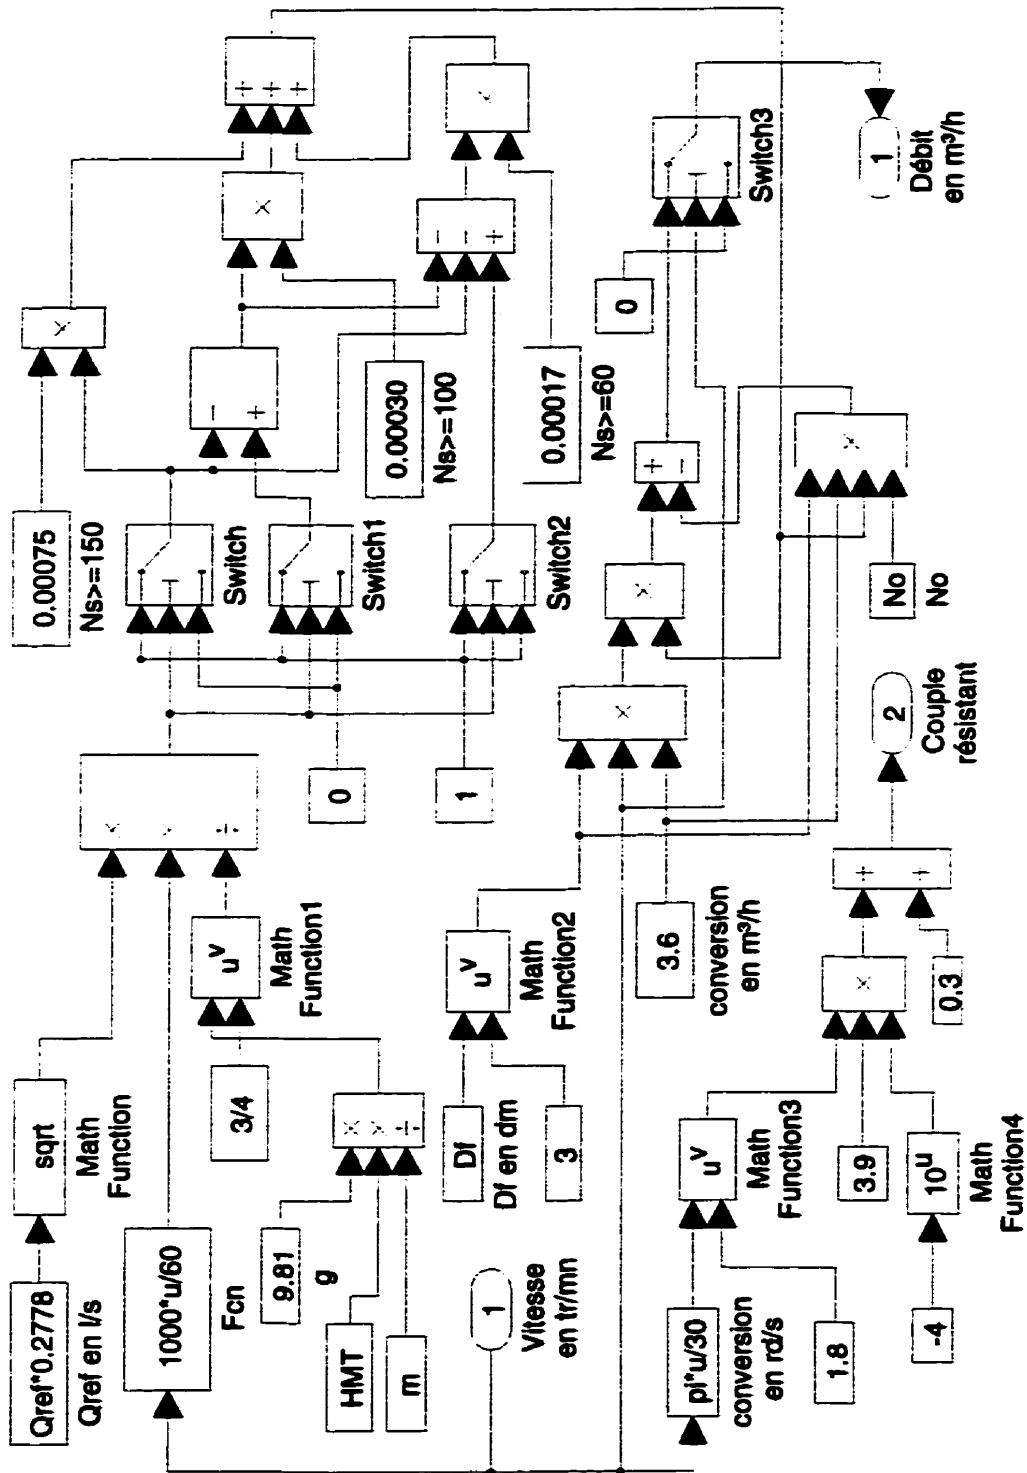 Qref*0.2778
Qref en l/s
sqrt
Math
Function
1000*u/60
Fcn
3/4
u^v
Math
Function1
9.81
g
HMT
m
×
×
÷
×
÷
0.00075
Ns>=150
Switch
Switch1
Switch2
0
1
×
−
+
0.00030
Ns>=100
×
+
+
+
−
−
+
0.00017
Ns>=60
1
Vitesse
en tr/mn
Df
Df en dm
3
u^v
Math
Function2
3.6
conversion
en m³/h
×
×
+
−
0
Switch3
1
Débit
en m³/h
×
No
No
pi*u/30
conversion
en rd/s
1.8
u^v
Math
Function3
3.9
-4
10^u
Math
Function4
×
0.3
+
+
2
Couple
résistant